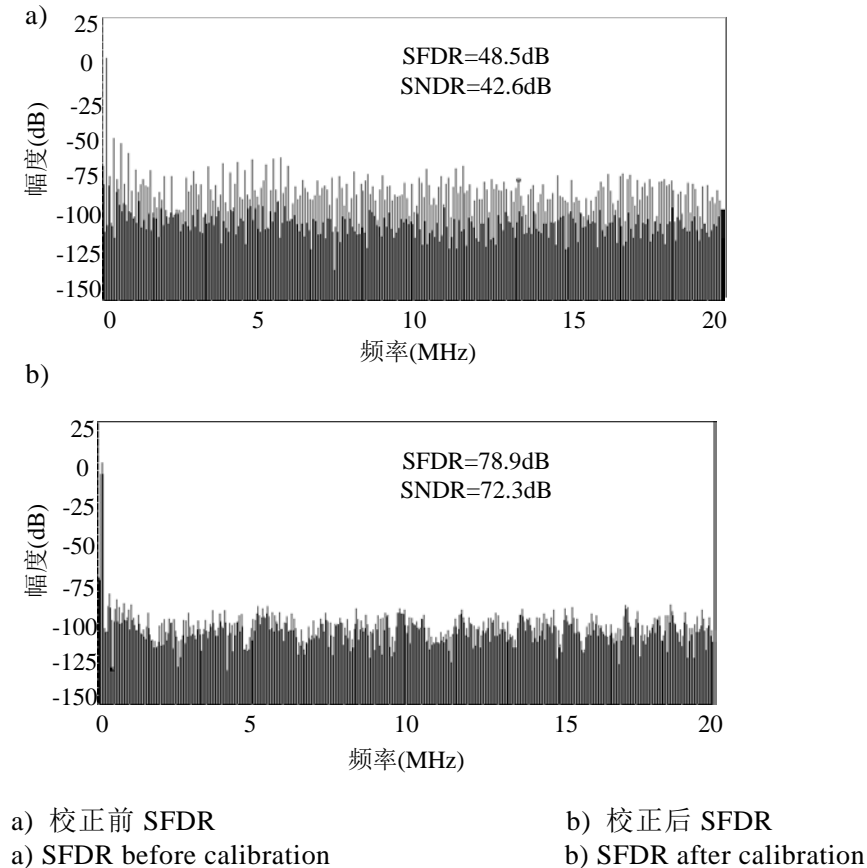 a)
25
0
-25
-50
-75
-100
-125
-150
幅度(dB)
SFDR=48.5dB
SNDR=42.6dB
0 5 10 15 20
频率(MHz)
b)
25
0
-25
-50
-75
-100
-125
-150
幅度(dB)
SFDR=78.9dB
SNDR=72.3dB
0 5 10 15 20
频率(MHz)
a) 校正前 SFDR b) 校正后 SFDR
a) SFDR before calibration b) SFDR after calibration